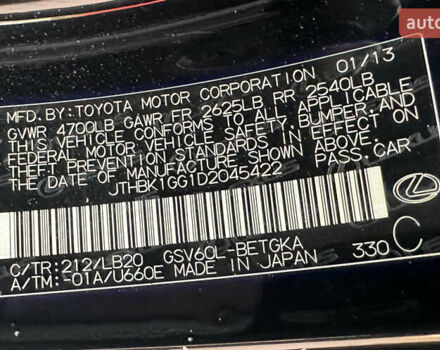 auto.
MFD.BY:TOYOTA MOTOR CORPORATION 01/13
GVWR 4700LB GAWR FR 2625LB RR 2540LB
THIS VEHICLE CONFORMS TO ALL APPLICABLE
FEDERAL MOTOR VEHICLE SAFETY, BUMPER AND
THEFT PREVENTION STANDARDS IN EFFECT ON
THE DATE OF MANUFACTURE SHOWN ABOVE.
JTHBK1GG1D2045422 PASS.CAR
C/TR:212/LB20 GSV60L-BETGKA
A/TM:-01A/U660E MADE IN JAPAN 330 C